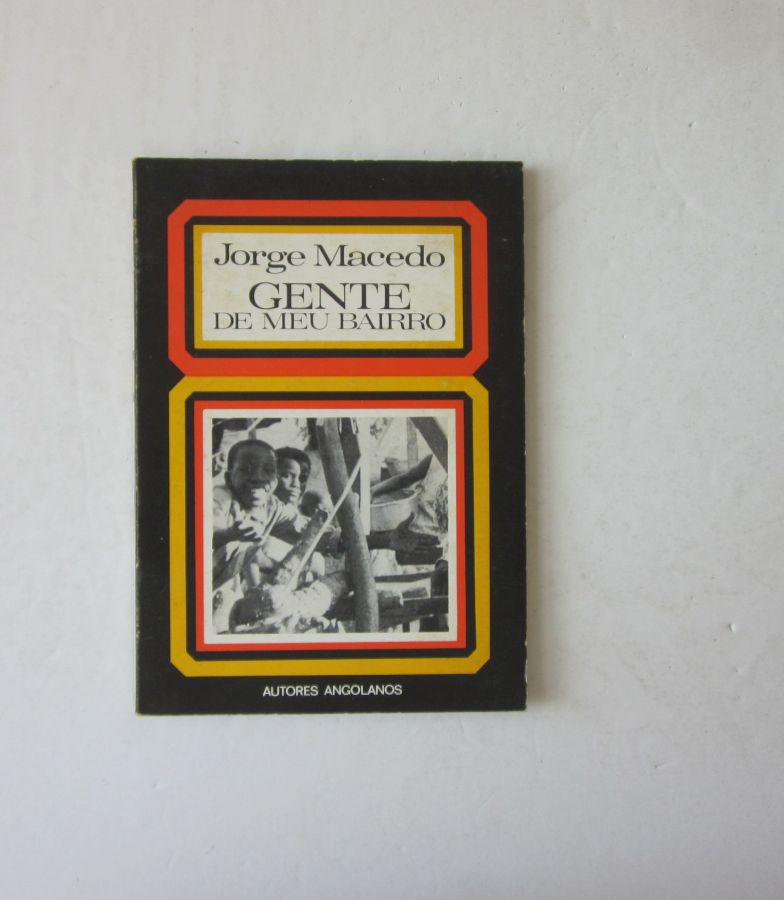 Jorge Macedo
GENTE
DE MEU BAIRRO
AUTORES ANGOLANOS